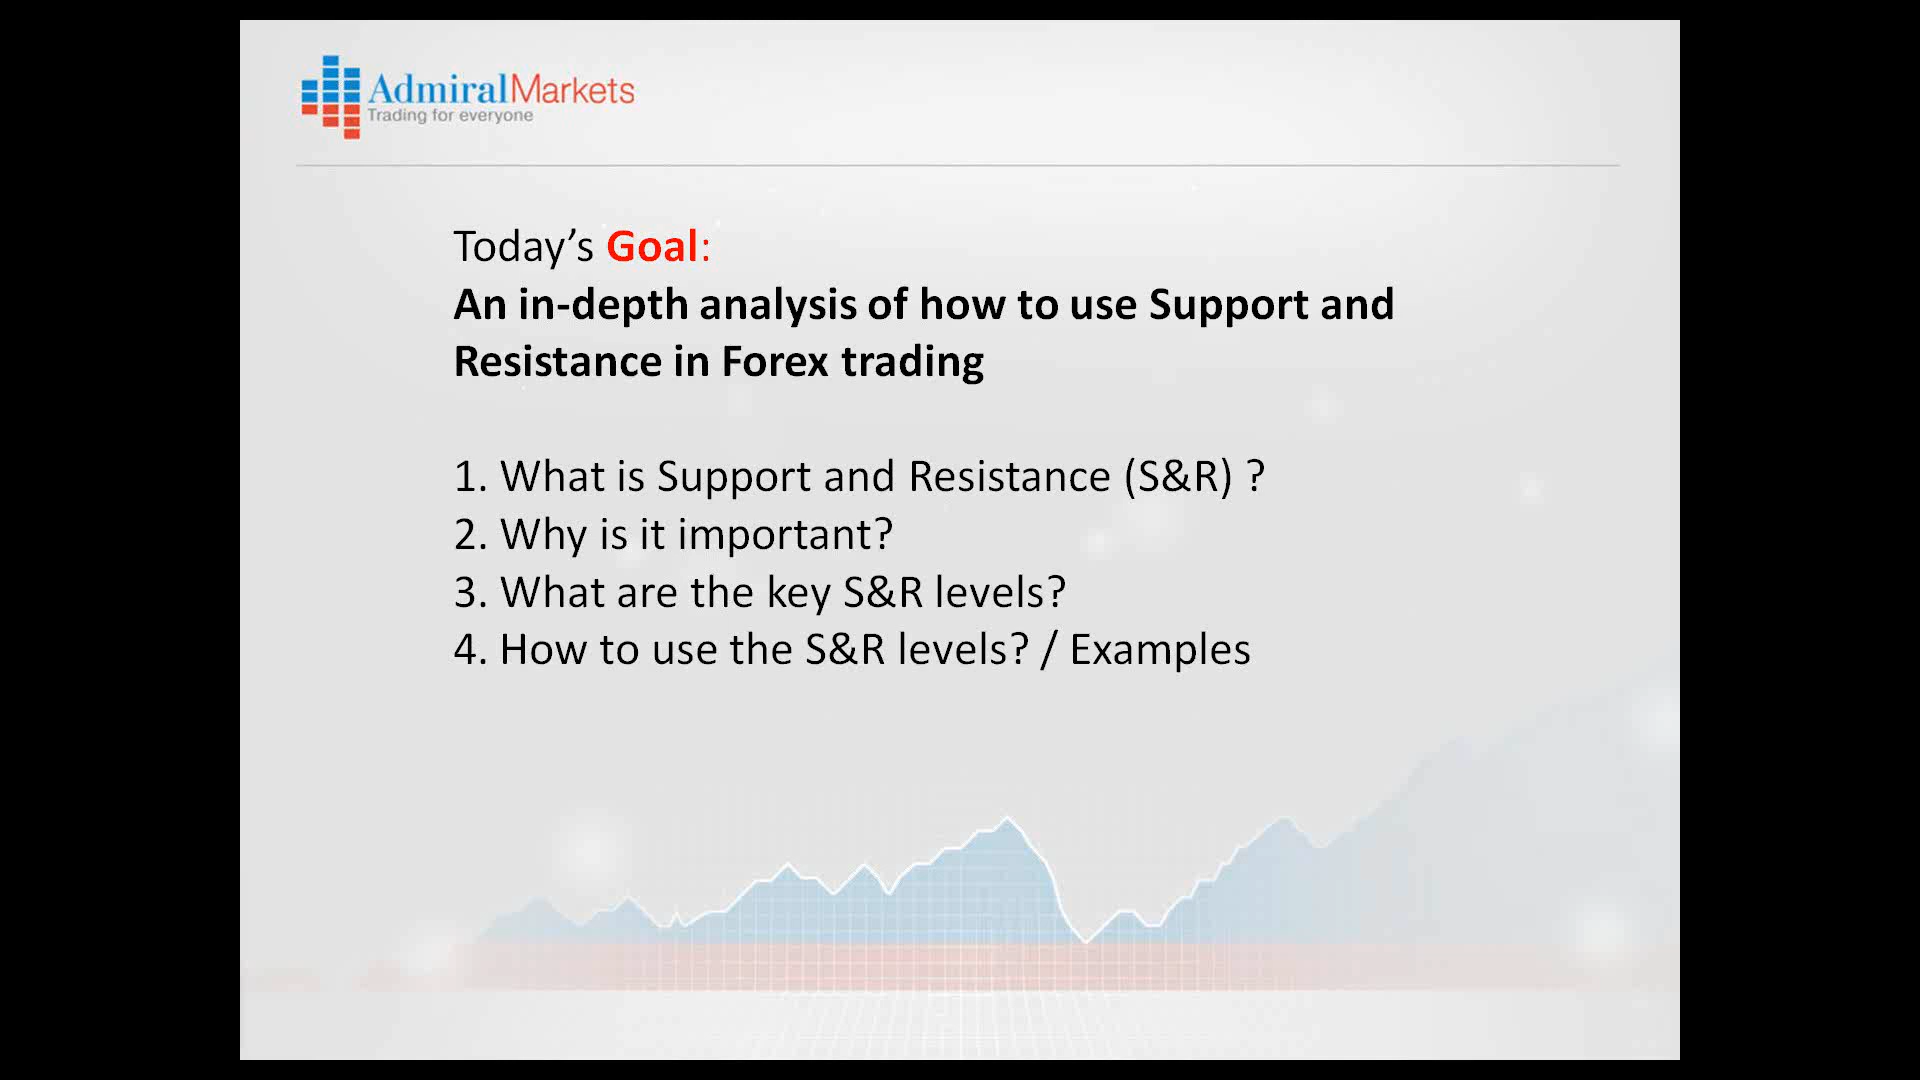 AdmiralMarkets
Trading for everyone
Today’s Goal:
An in-depth analysis of how to use Support and
Resistance in Forex trading
1. What is Support and Resistance (S&R) ?
2. Why is it important?
3. What are the key S&R levels?
4. How to use the S&R levels? / Examples